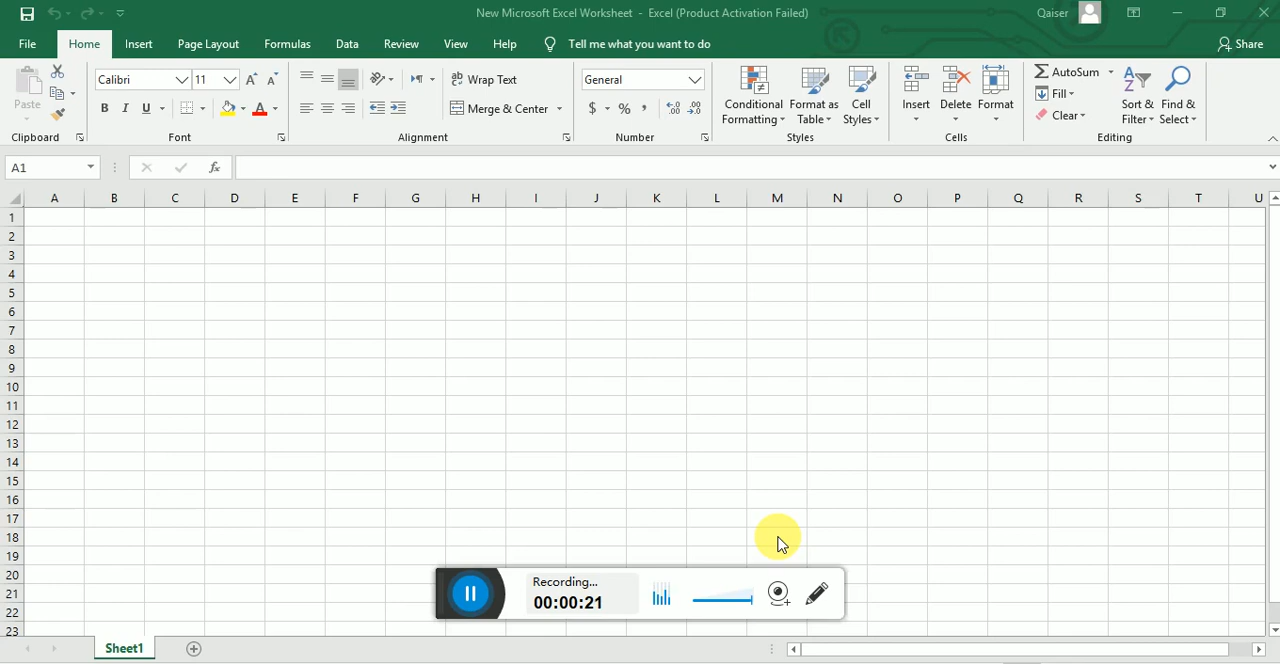 New Microsoft Excel Worksheet - Excel (Product Activation Failed)
Qaiser
File Home Insert Page Layout Formulas Data Review View Help Tell me what you want to do Share
Paste
Calibri 11
B I U A
Wrap Text
Merge & Center
General
$ % ,
Conditional Formatting
Format as Table
Cell Styles
Insert
Delete
Format
AutoSum
Fill
Clear
Sort & Filter
Find & Select
Clipboard Font Alignment Number Styles Cells Editing
A1 fx
A B C D E F G H I J K L M N O P Q R S T U
1
2
3
4
5
6
7
8
9
10
11
12
13
14
15
16
17
18
19
20
21
22
23
Recording...
00:00:21
Sheet1